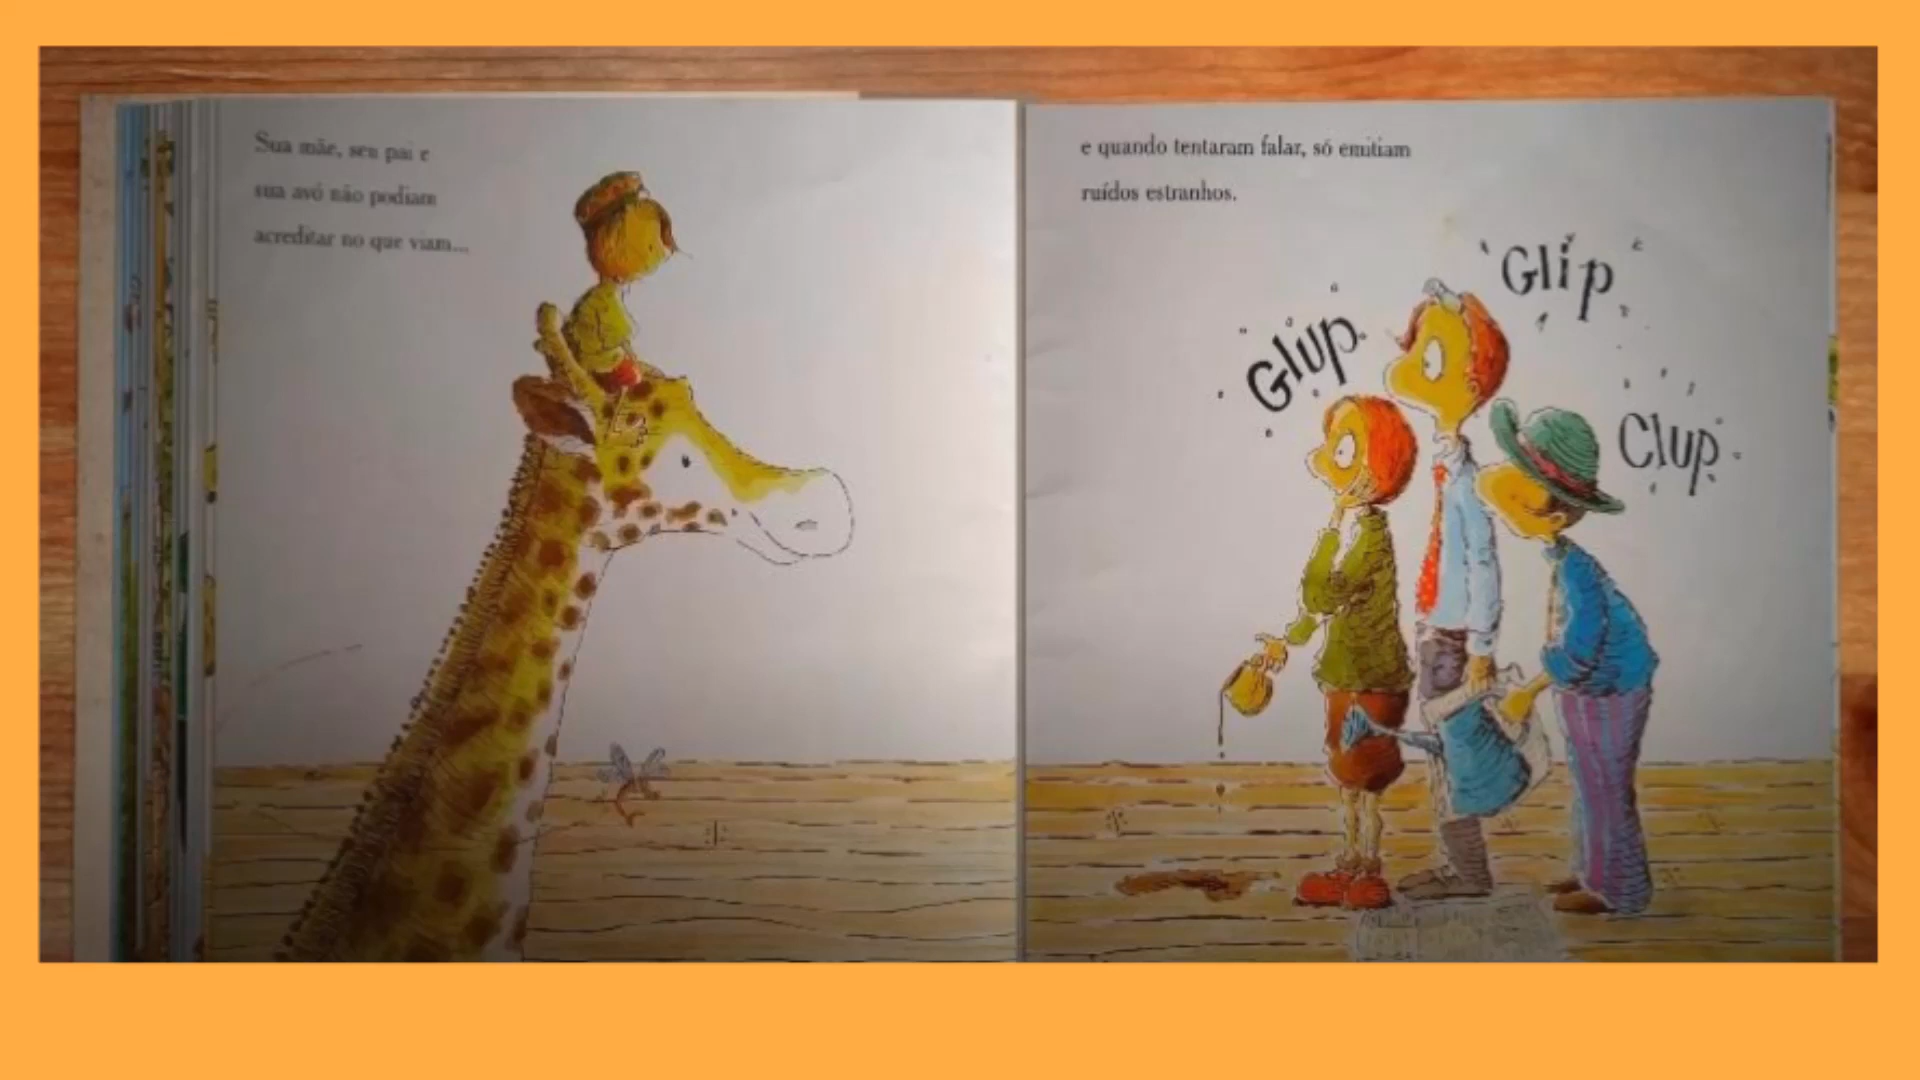 Sua mãe, seu pai e
sua avó não podiam
acreditar no que viam...
e quando tentaram falar, só emitiam
ruídos estranhos.
Glip
Glup
Clup